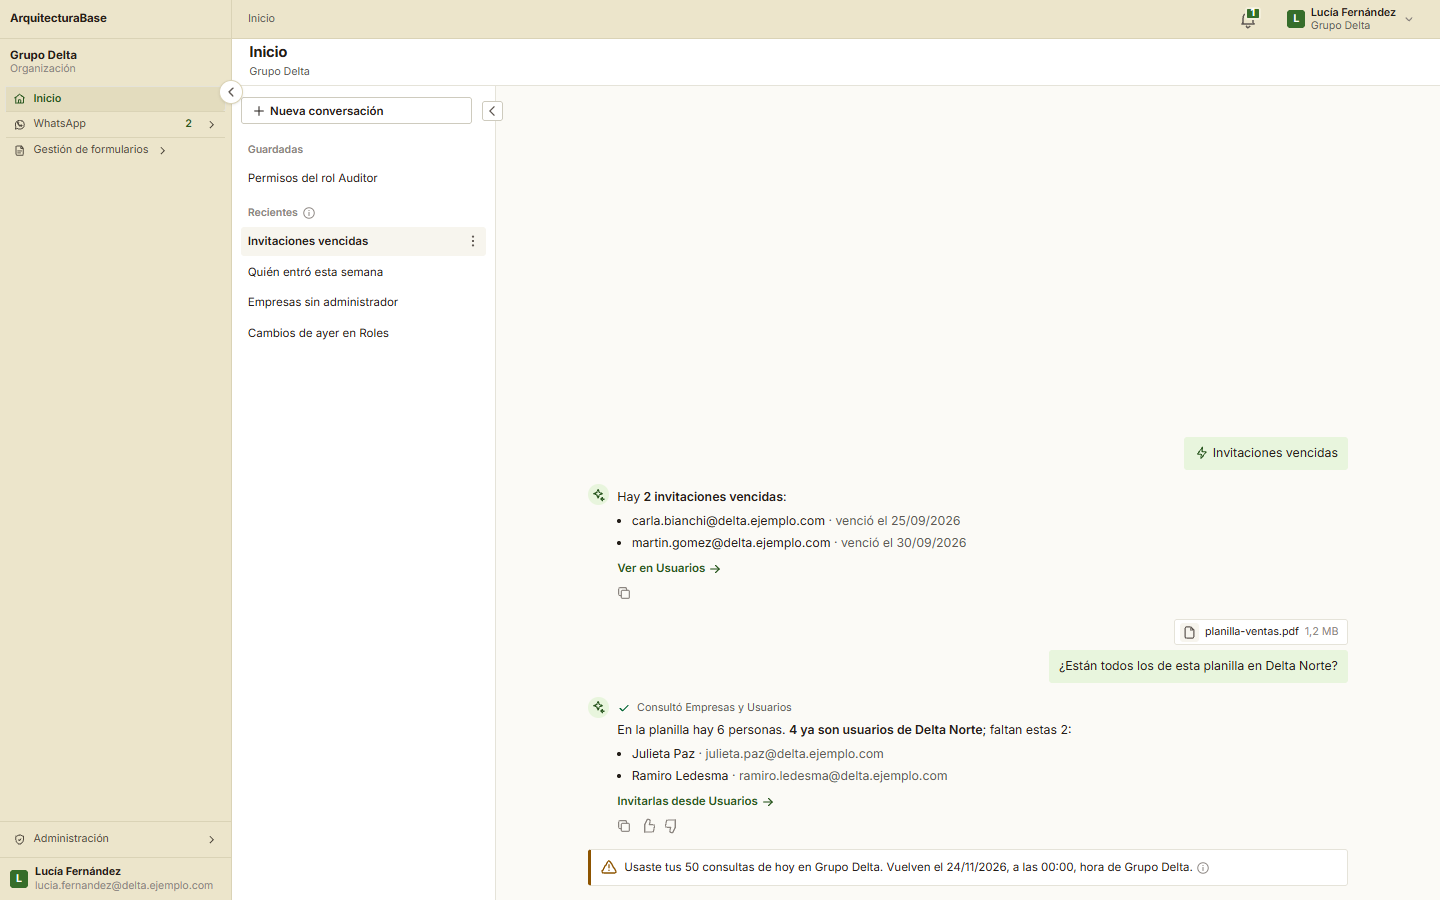 ArquitecturaBase
Inicio
1
L
Lucía Fernández
Grupo Delta
Grupo Delta
Organización
Inicio
WhatsApp 2
Gestión de formularios
Administración
L
Lucía Fernández
lucia.fernandez@delta.ejemplo.com
Inicio
Grupo Delta
Nueva conversación
Guardadas
Permisos del rol Auditor
Recientes
Invitaciones vencidas
Quién entró esta semana
Empresas sin administrador
Cambios de ayer en Roles
Invitaciones vencidas
Hay 2 invitaciones vencidas:
• carla.bianchi@delta.ejemplo.com · venció el 25/09/2026
• martin.gomez@delta.ejemplo.com · venció el 30/09/2026
Ver en Usuarios →
planilla-ventas.pdf 1,2 MB
¿Están todos los de esta planilla en Delta Norte?
Consultó Empresas y Usuarios
En la planilla hay 6 personas. 4 ya son usuarios de Delta Norte; faltan estas 2:
• Julieta Paz · julieta.paz@delta.ejemplo.com
• Ramiro Ledesma · ramiro.ledesma@delta.ejemplo.com
Invitarlas desde Usuarios →
Usaste tus 50 consultas de hoy en Grupo Delta. Vuelven el 24/11/2026, a las 00:00, hora de Grupo Delta.